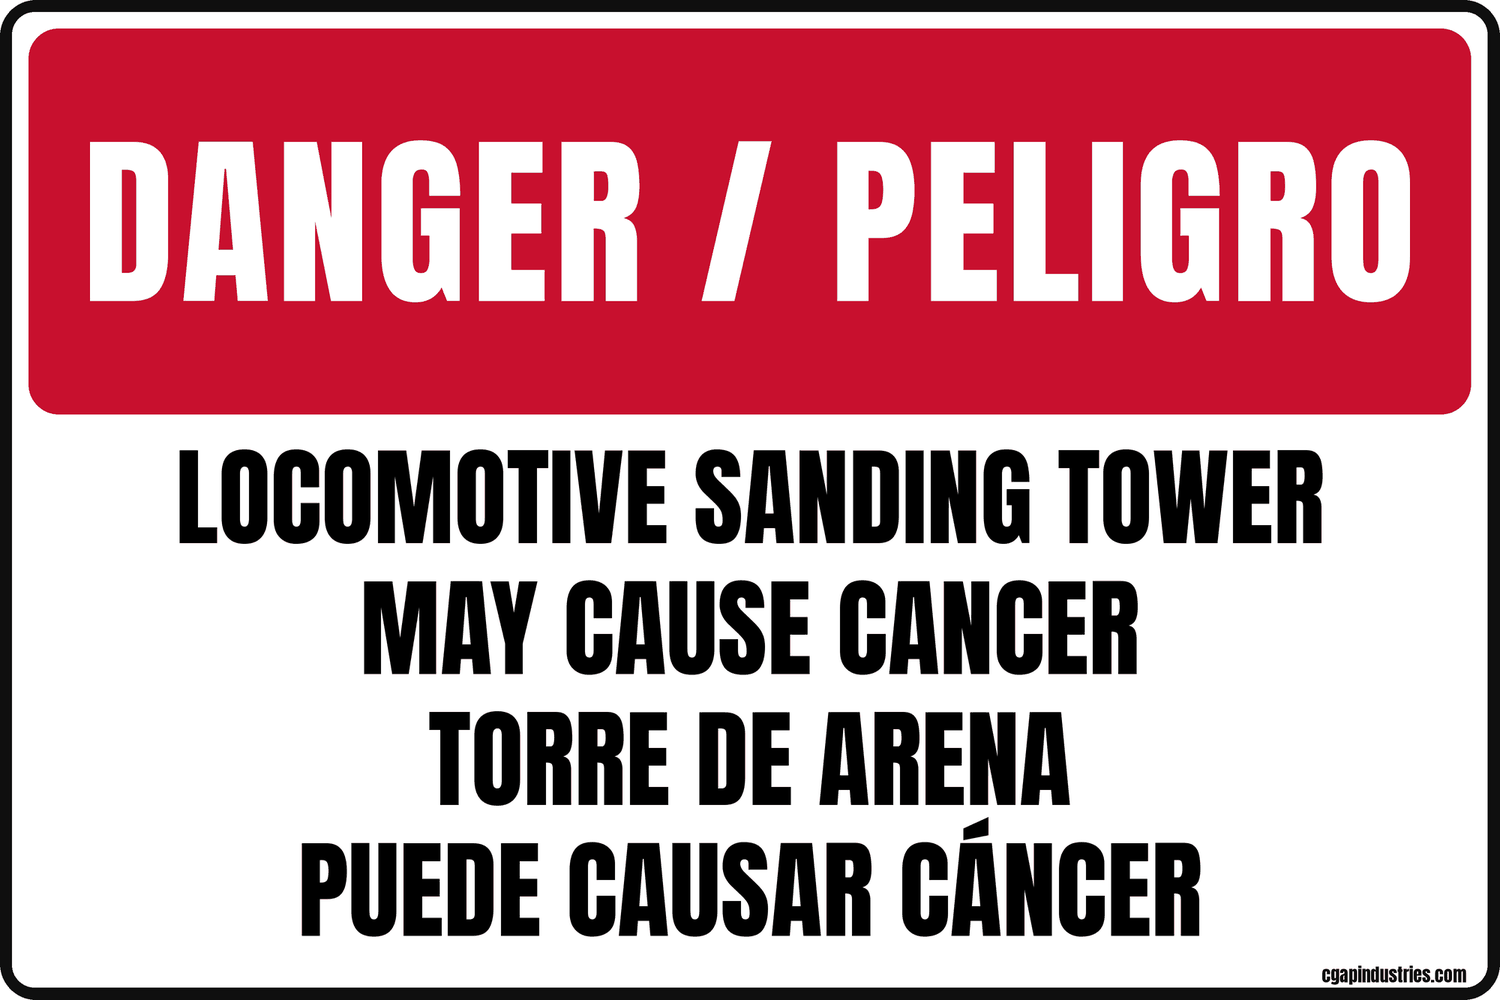 DANGER / PELIGRO
LOCOMOTIVE SANDING TOWER
MAY CAUSE CANCER
TORRE DE ARENA
PUEDE CAUSAR CÁNCER
cgapindustries.com